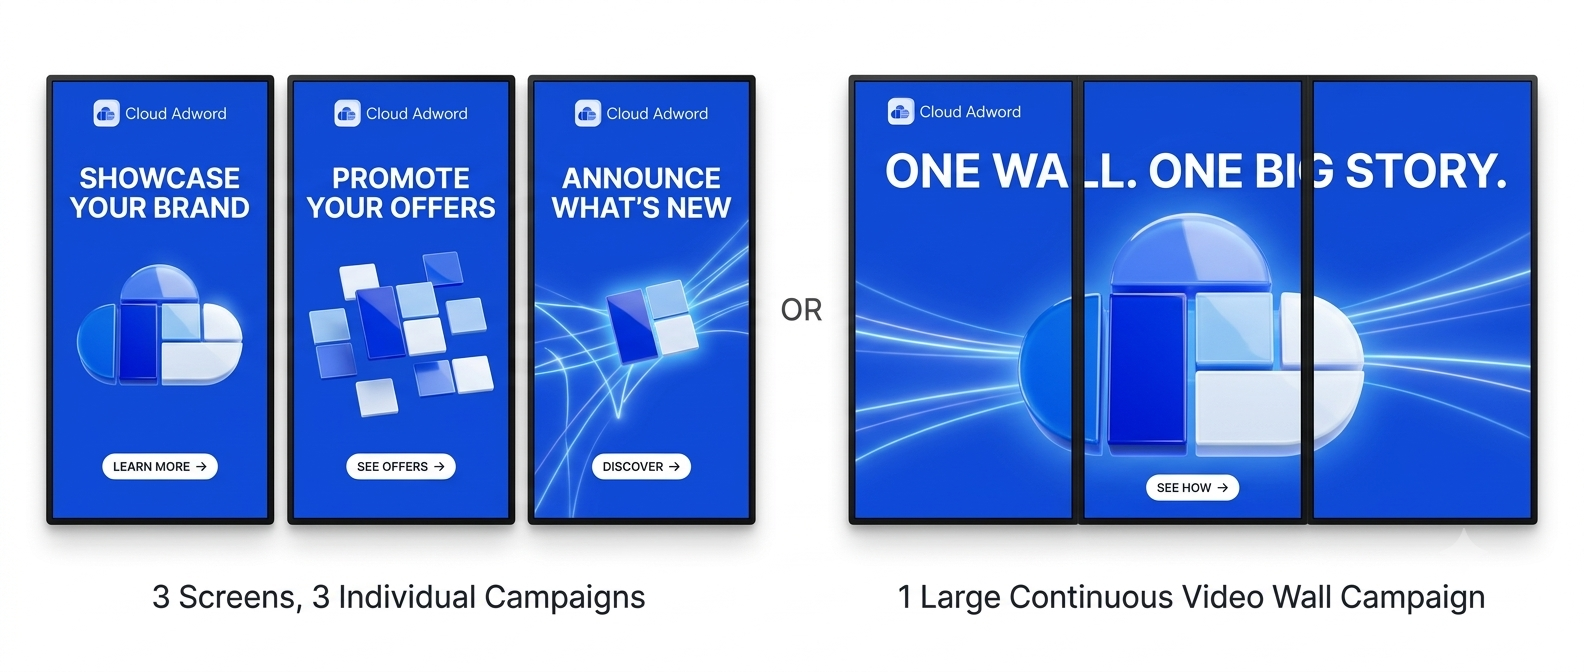 Cloud Adword
SHOWCASE
YOUR BRAND
LEARN MORE →
Cloud Adword
PROMOTE
YOUR OFFERS
SEE OFFERS →
Cloud Adword
ANNOUNCE
WHAT'S NEW
DISCOVER →
3 Screens, 3 Individual Campaigns
OR
Cloud Adword
ONE WALL. ONE BIG STORY.
SEE HOW →
1 Large Continuous Video Wall Campaign